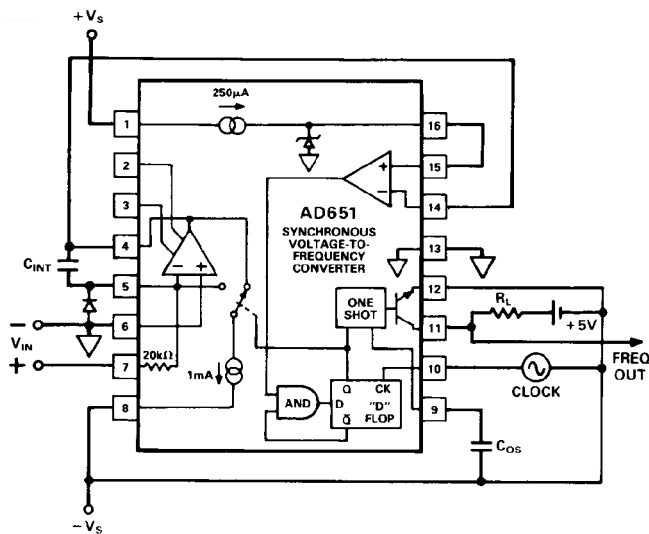 +VS
250μA
1
16
2
15
3
14
AD651
SYNCHRONOUS
VOLTAGE-TO-
FREQUENCY
CONVERTER
4
13
CINT
5
12
ONE
SHOT
RL
+5V
6
11
VIN
FREQ
OUT
7
20kΩ
10
CLOCK
1mA
AND
Q
CK
D
"D"
FLOP
Q̅
8
9
COS
-VS